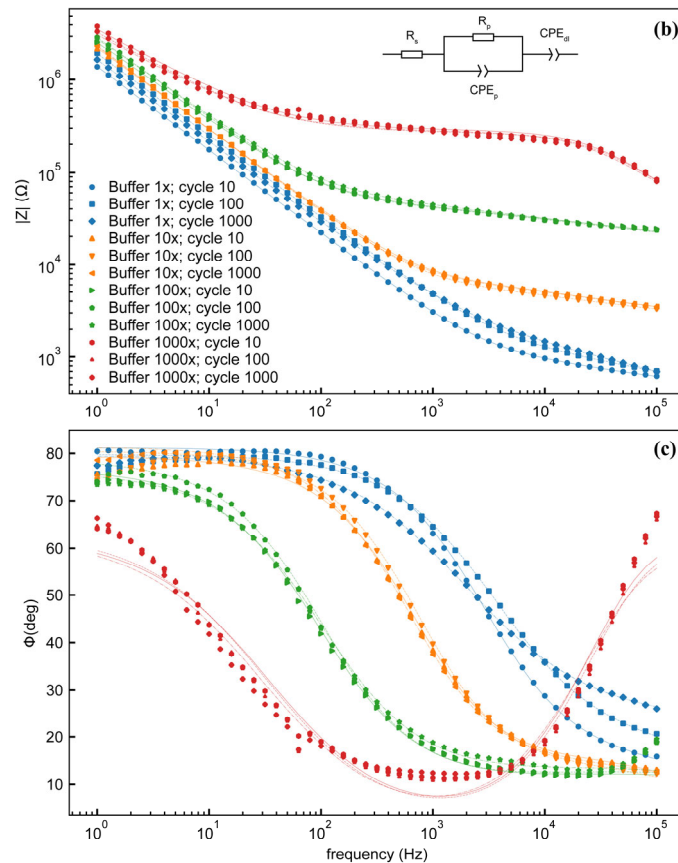 (b)
R_s
R_p
CPE_p
CPE_dl
|Z| (Ω)
10^6
10^5
10^4
10^3
Buffer 1x; cycle 10
Buffer 1x; cycle 100
Buffer 1x; cycle 1000
Buffer 10x; cycle 10
Buffer 10x; cycle 100
Buffer 10x; cycle 1000
Buffer 100x; cycle 10
Buffer 100x; cycle 100
Buffer 100x; cycle 1000
Buffer 1000x; cycle 10
Buffer 1000x; cycle 100
Buffer 1000x; cycle 1000
10^0 10^1 10^2 10^3 10^4 10^5
(c)
Φ(deg)
80
70
60
50
40
30
20
10
10^0 10^1 10^2 10^3 10^4 10^5
frequency (Hz)